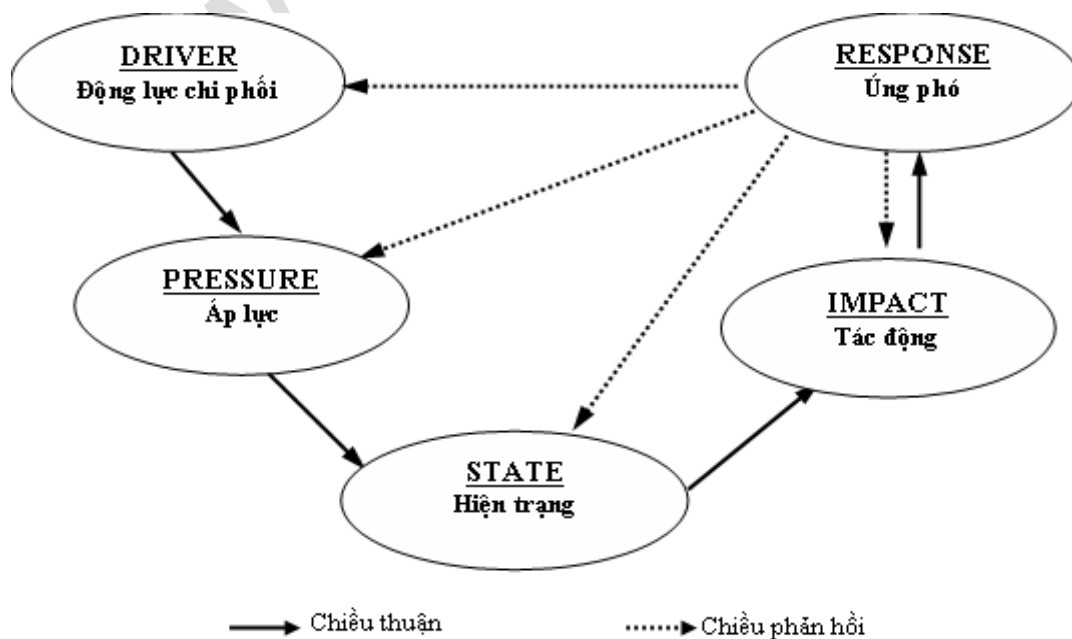 DRIVER
Động lực chi phối
RESPONSE
Úng phó
PRESSURE
Áp lực
IMPACT
Tác động
STATE
Hiện trạng
Chiều thuận
Chiều phản hồi